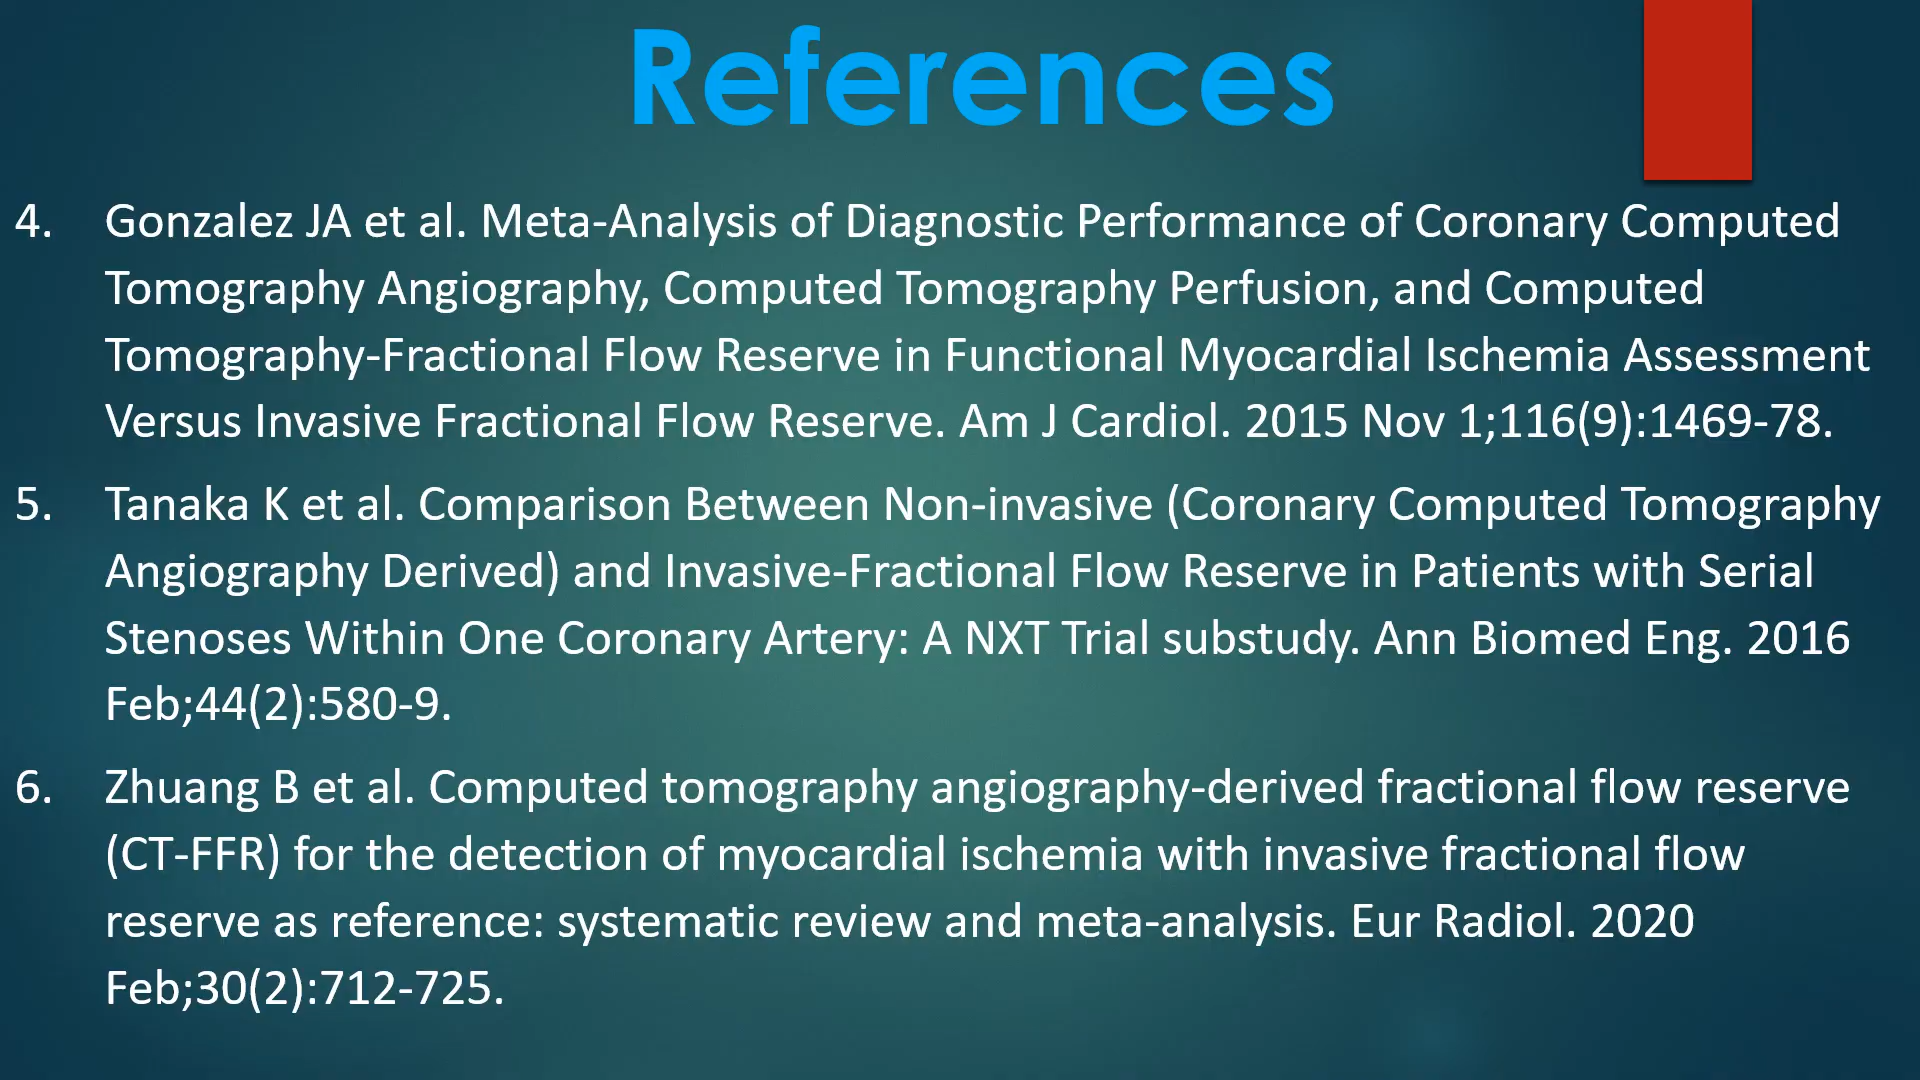 References
4. Gonzalez JA et al. Meta-Analysis of Diagnostic Performance of Coronary Computed
Tomography Angiography, Computed Tomography Perfusion, and Computed
Tomography-Fractional Flow Reserve in Functional Myocardial Ischemia Assessment
Versus Invasive Fractional Flow Reserve. Am J Cardiol. 2015 Nov 1;116(9):1469-78.
5. Tanaka K et al. Comparison Between Non-invasive (Coronary Computed Tomography
Angiography Derived) and Invasive-Fractional Flow Reserve in Patients with Serial
Stenoses Within One Coronary Artery: A NXT Trial substudy. Ann Biomed Eng. 2016
Feb;44(2):580-9.
6. Zhuang B et al. Computed tomography angiography-derived fractional flow reserve
(CT-FFR) for the detection of myocardial ischemia with invasive fractional flow
reserve as reference: systematic review and meta-analysis. Eur Radiol. 2020
Feb;30(2):712-725.